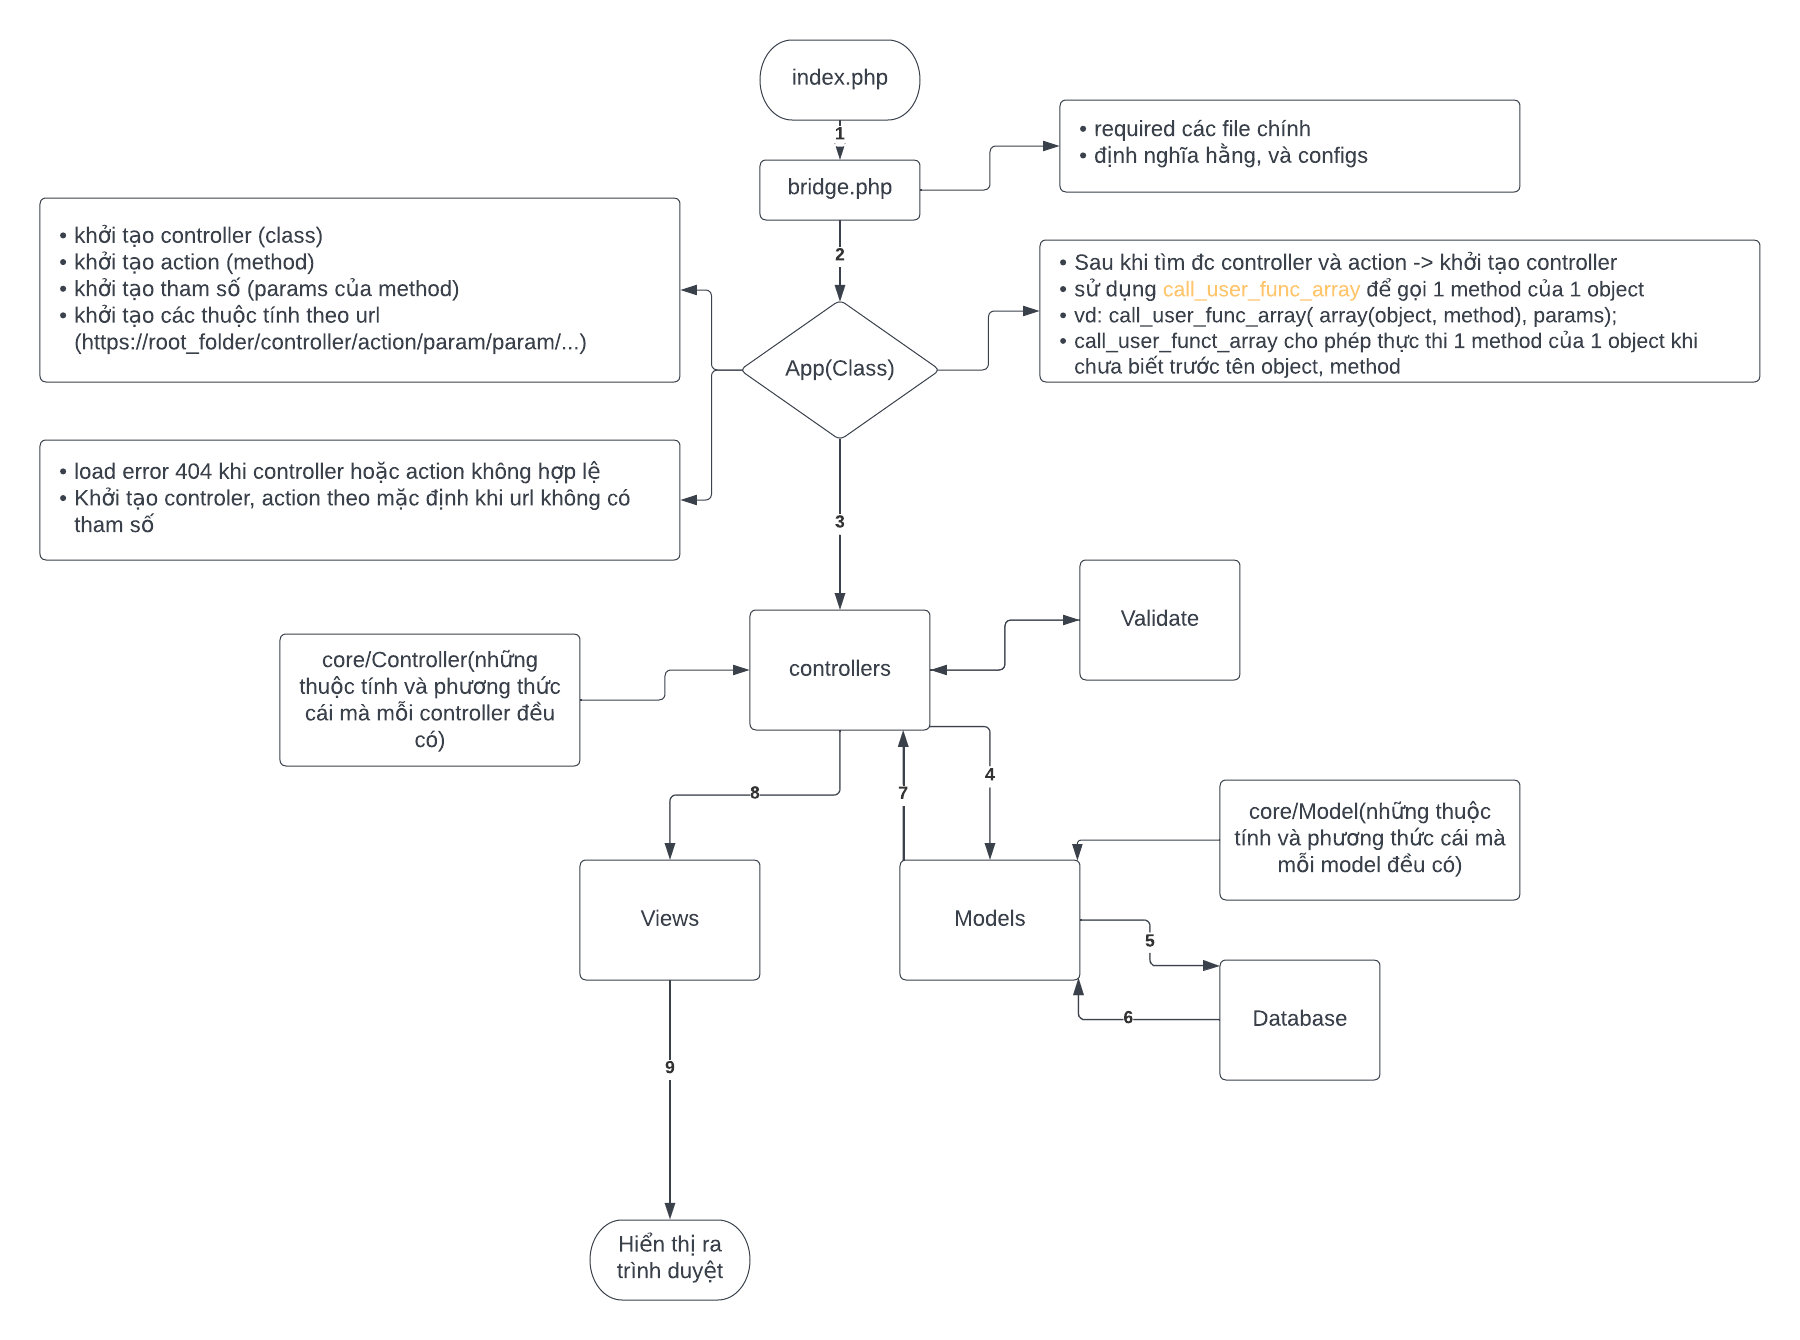 index.php
1
bridge.php
• required các file chính
• định nghĩa hằng, và configs
2
• khởi tạo controller (class)
• khởi tạo action (method)
• khởi tạo tham số (params của method)
• khởi tạo các thuộc tính theo url
(https://root_folder/controller/action/param/param/...)
App(Class)
• Sau khi tìm đc controller và action -> khởi tạo controller
• sử dụng call_user_func_array để gọi 1 method của 1 object
• vd: call_user_func_array( array(object, method), params);
• call_user_funct_array cho phép thực thi 1 method của 1 object khi
chưa biết trước tên object, method
• load error 404 khi controller hoặc action không hợp lệ
• Khởi tạo controler, action theo mặc định khi url không có
tham số
3
Validate
core/Controller(những
thuộc tính và phương thức
cái mà mỗi controller đều
có)
controllers
8
7
4
core/Model(những thuộc
tính và phương thức cái mà
mỗi model đều có)
Views
Models
5
6
Database
9
Hiển thị ra
trình duyệt